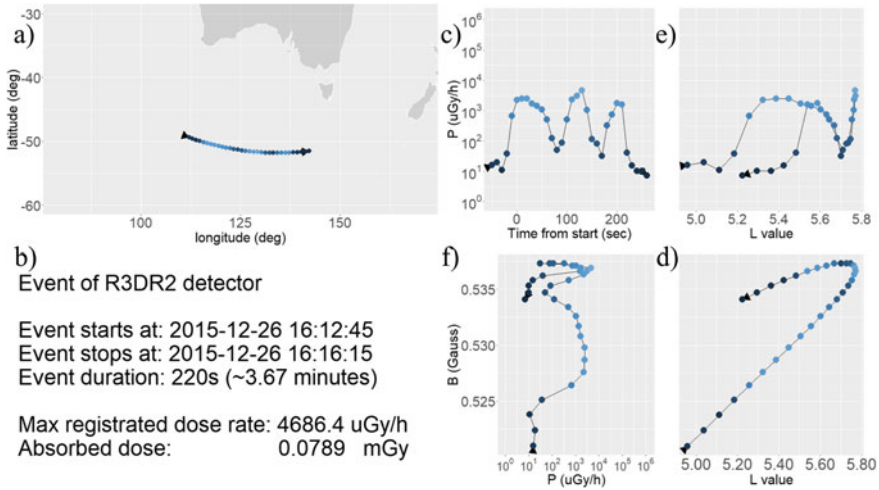 a)
-30
-40
-50
-60
latitude (deg)
100
125
150
longitude (deg)
b)
Event of R3DR2 detector
Event starts at: 2015-12-26 16:12:45
Event stops at: 2015-12-26 16:16:15
Event duration: 220s (~3.67 minutes)
Max registrated dose rate: 4686.4 uGy/h
Absorbed dose: 0.0789 mGy
c)
10⁶
10⁵
10⁴
10³
10²
10¹
10⁰
P (uGy/h)
0
100
200
Time from start (sec)
e)
5.0
5.2
5.4
5.6
5.8
L value
f)
0.535
0.530
0.525
B (Gauss)
10⁰
10¹
10²
10³
10⁴
10⁵
10⁶
P (uGy/h)
d)
5.00
5.20
5.40
5.60
5.80
L value